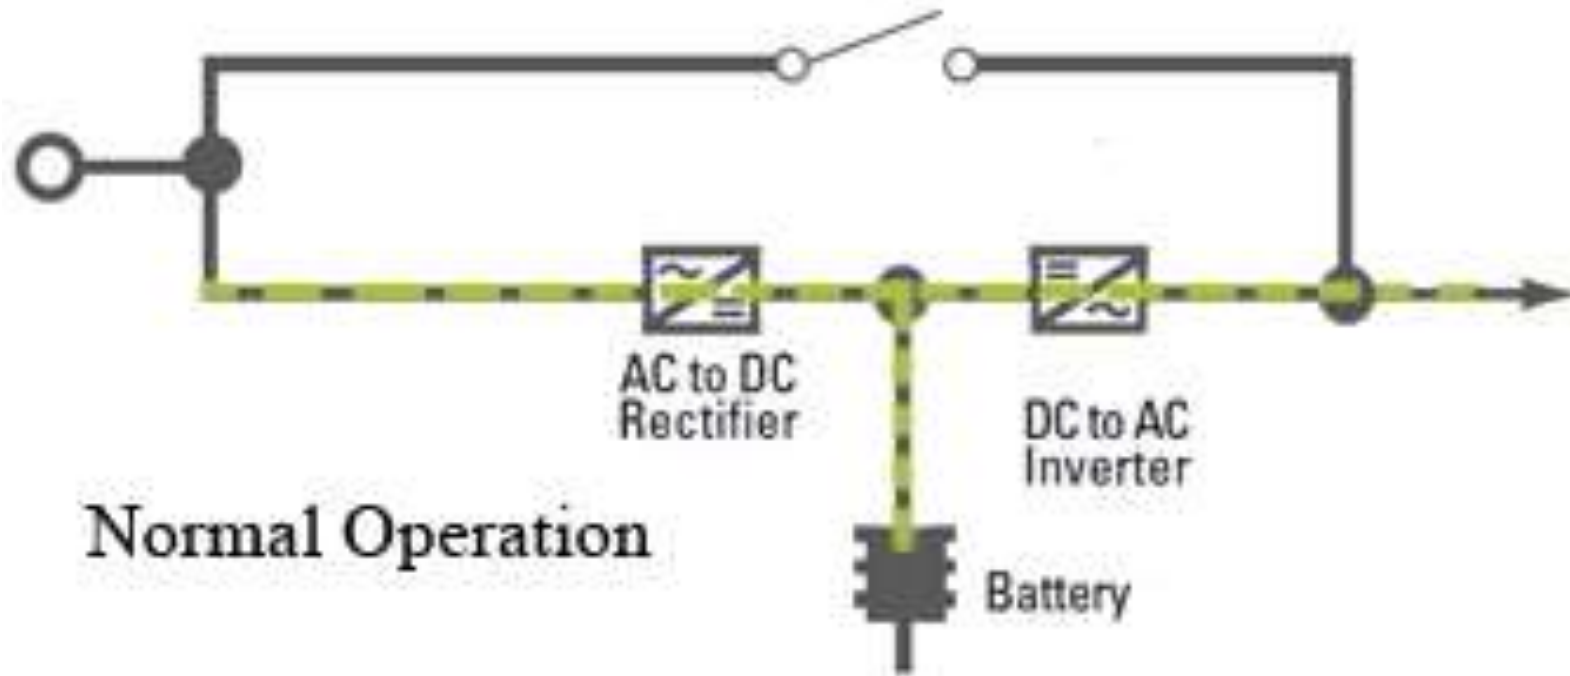 AC to DC
Rectifier
DC to AC
Inverter
Normal Operation
Battery